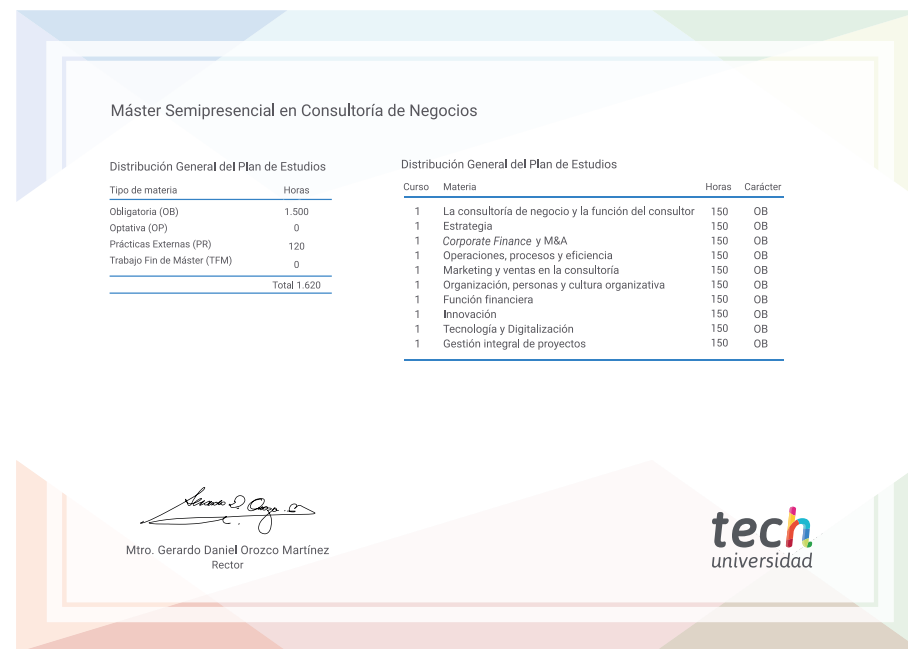 Máster Semipresencial en Consultoría de Negocios
Distribución General del Plan de Estudios
Tipo de materia Horas
Obligatoria (OB) 1.500
Optativa (OP) 0
Prácticas Externas (PR) 120
Trabajo Fin de Máster (TFM) 0
Total 1.620
Distribución General del Plan de Estudios
Curso Materia Horas Carácter
1 La consultoría de negocio y la función del consultor 150 OB
1 Estrategia 150 OB
1 Corporate Finance y M&A 150 OB
1 Operaciones, procesos y eficiencia 150 OB
1 Marketing y ventas en la consultoría 150 OB
1 Organización, personas y cultura organizativa 150 OB
1 Función financiera 150 OB
1 Innovación 150 OB
1 Tecnología y Digitalización 150 OB
1 Gestión integral de proyectos 150 OB
Mtro. Gerardo Daniel Orozco Martínez
Rector
tech
universidad